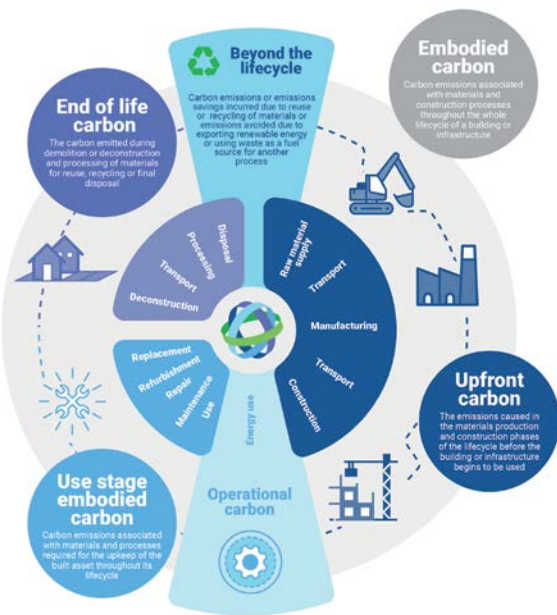 Beyond the
lifecycle
Carbon emissions or emissions
savings incurred due to reuse
or recycling of materials or
emissions avoided due to
exporting renewable energy
or using waste as a fuel
source for another
process
Embodied
carbon
Carbon emissions associated
with materials and
construction processes
throughout the whole
lifecycle of a building or
infrastructure
End of life
carbon
The carbon emitted during
demolition or deconstruction
and processing of materials
for reuse, recycling or final
disposal
Disposal
Processing
Transport
Deconstruction
Raw material
supply
Transport
Manufacturing
Transport
Construction
Replacement
Refurbishment
Repair
Maintenance
Use
Energy use
Upfront
carbon
The emissions caused in
the materials production
and construction phases
of the lifecycle before the
building or infrastructure
begins to be used
Use stage
embodied
carbon
Carbon emissions associated
with materials and processes
required for the upkeep of the
built asset throughout its
lifecycle
Operational
carbon